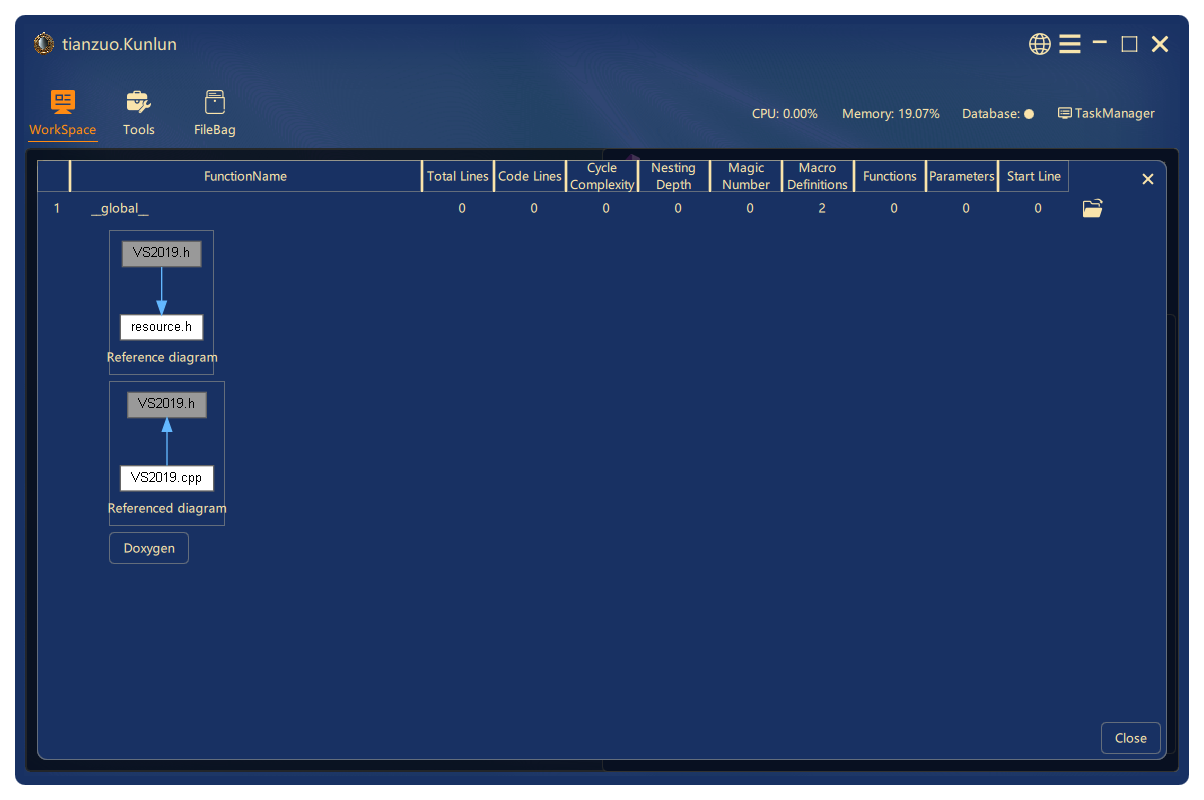 tianzuo.Kunlun
WorkSpace Tools FileBag
CPU: 0.00% Memory: 19.07% Database: TaskManager
FunctionName Total Lines Code Lines Cycle Complexity Nesting Depth Magic Number Macro Definitions Functions Parameters Start Line
1 __global__ 0 0 0 0 0 2 0 0 0
VS2019.h
resource.h
Reference diagram
VS2019.h
VS2019.cpp
Referenced diagram
Doxygen
Close